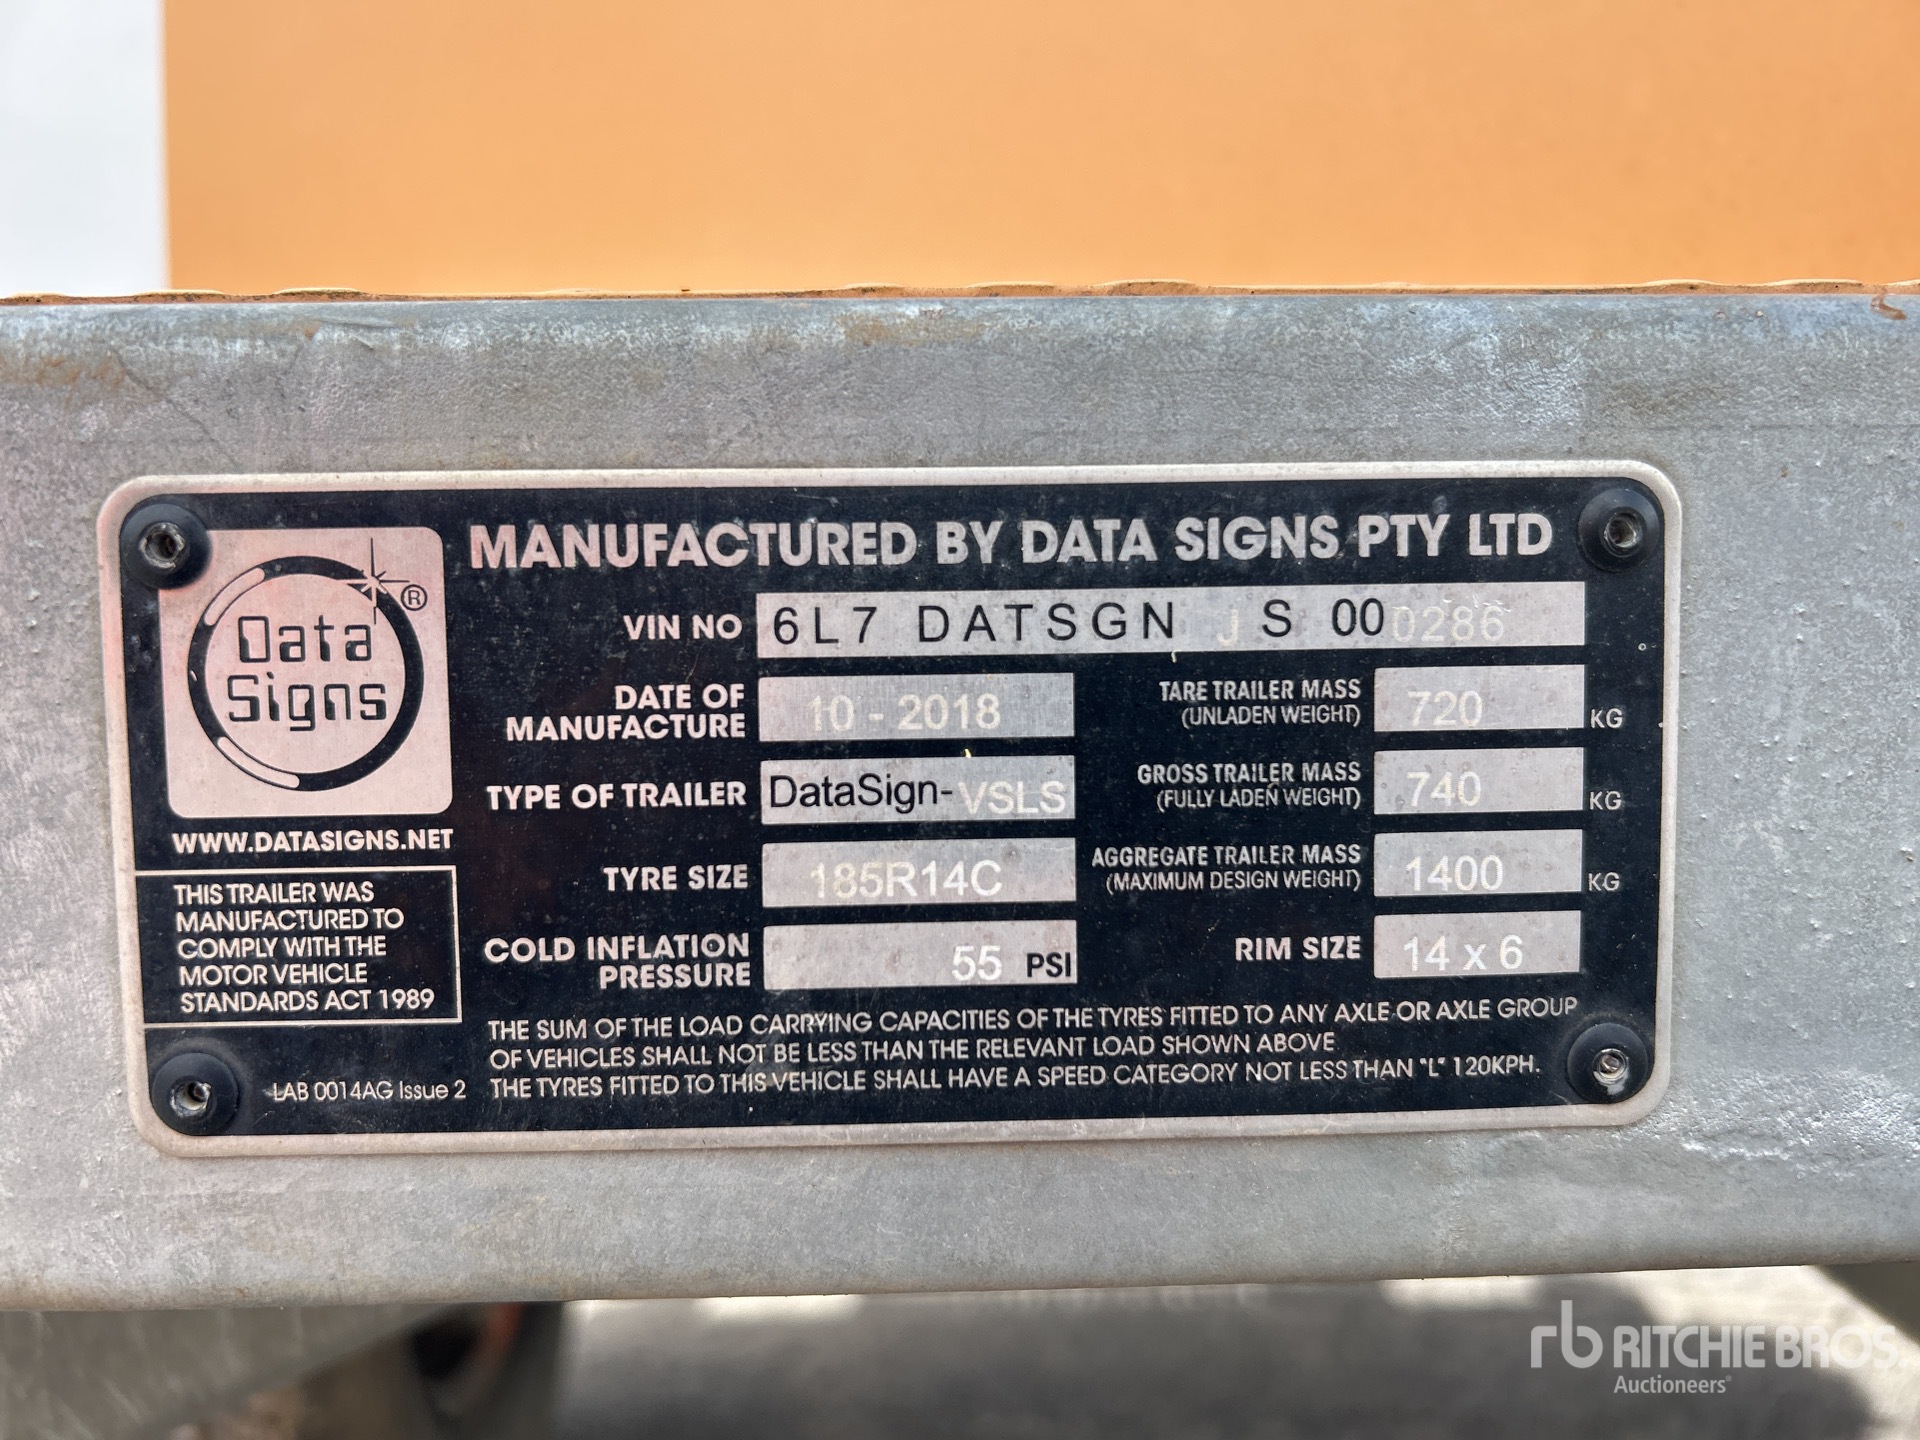 MANUFACTURED BY DATA SIGNS PTY LTD
Data
Signs
®
WWW.DATASIGNS.NET
THIS TRAILER WAS
MANUFACTURED TO
COMPLY WITH THE
MOTOR VEHICLE
STANDARDS ACT 1989
LAB 0014AG Issue 2
VIN NO 6L7 DATSGN J S 00 0286
DATE OF
MANUFACTURE 10 - 2018
TYPE OF TRAILER DataSign-VSLS
TYRE SIZE 185R14C
COLD INFLATION
PRESSURE 55 PSI
TARE TRAILER MASS
(UNLADEN WEIGHT) 720 KG
GROSS TRAILER MASS
(FULLY LADEN WEIGHT) 740 KG
AGGREGATE TRAILER MASS
(MAXIMUM DESIGN WEIGHT) 1400 KG
RIM SIZE 14 x 6
THE SUM OF THE LOAD CARRYING CAPACITIES OF THE TYRES FITTED TO ANY AXLE OR AXLE GROUP
OF VEHICLES SHALL NOT BE LESS THAN THE RELEVANT LOAD SHOWN ABOVE
THE TYRES FITTED TO THIS VEHICLE SHALL HAVE A SPEED CATEGORY NOT LESS THAN "L" 120KPH.
rb RITCHIE BROS.
Auctioneers